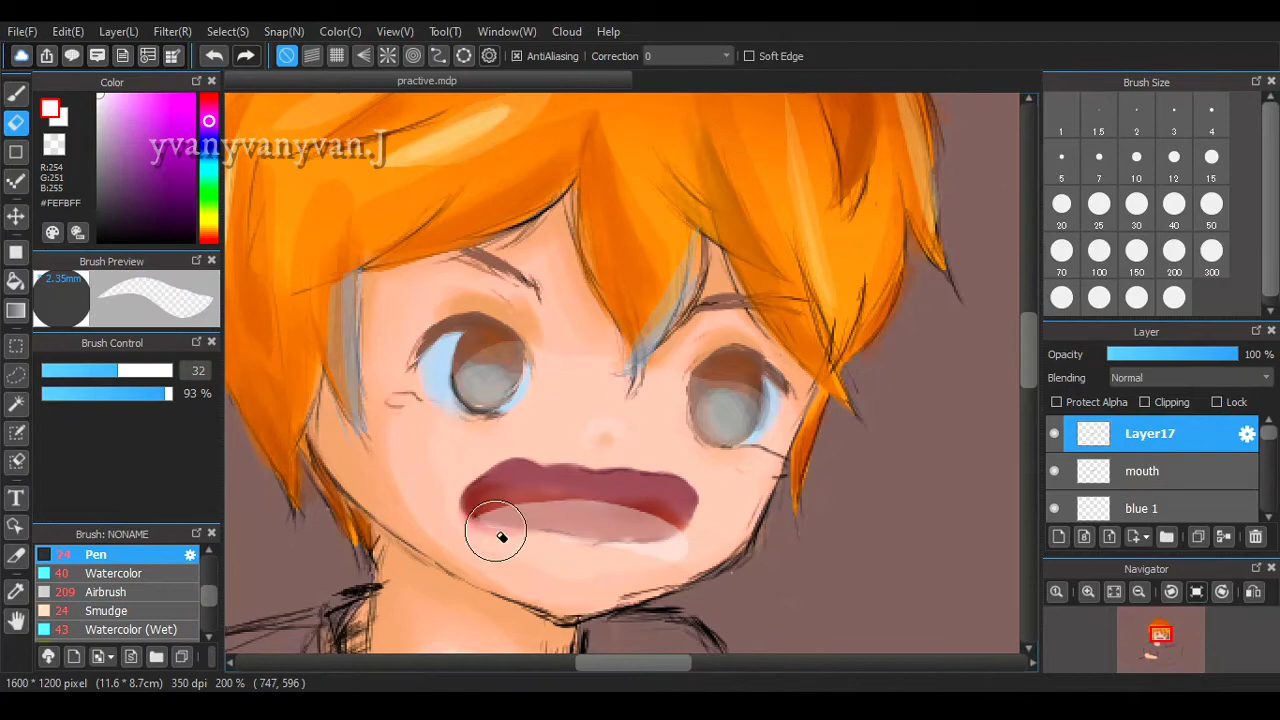 File(F) Edit(E) Layer(L) Filter(R) Select(S) Snap(N) Color(C) View(V) Tool(T) Window(W) Cloud Help
AntiAliasing Correction 0 Soft Edge
Color
practive.mdp
Brush Size
yvanyvanyvan.J
R:254
G:251
B:255
#FEFBFF
1 1.5 2 3 4
5 7 10 12 15
20 25 30 40 50
70 100 150 200 300
Brush Preview
2.35mm
Brush Control
32
93 %
Layer
Opacity 100 %
Blending Normal
Protect Alpha Clipping Lock
Layer17
mouth
blue 1
Brush: NONAME
24 Pen
40 Watercolor
209 Airbrush
24 Smudge
43 Watercolor (Wet)
Navigator
1600 * 1200 pixel (11.6 * 8.7cm) 350 dpi 200 % ( 747, 596 )